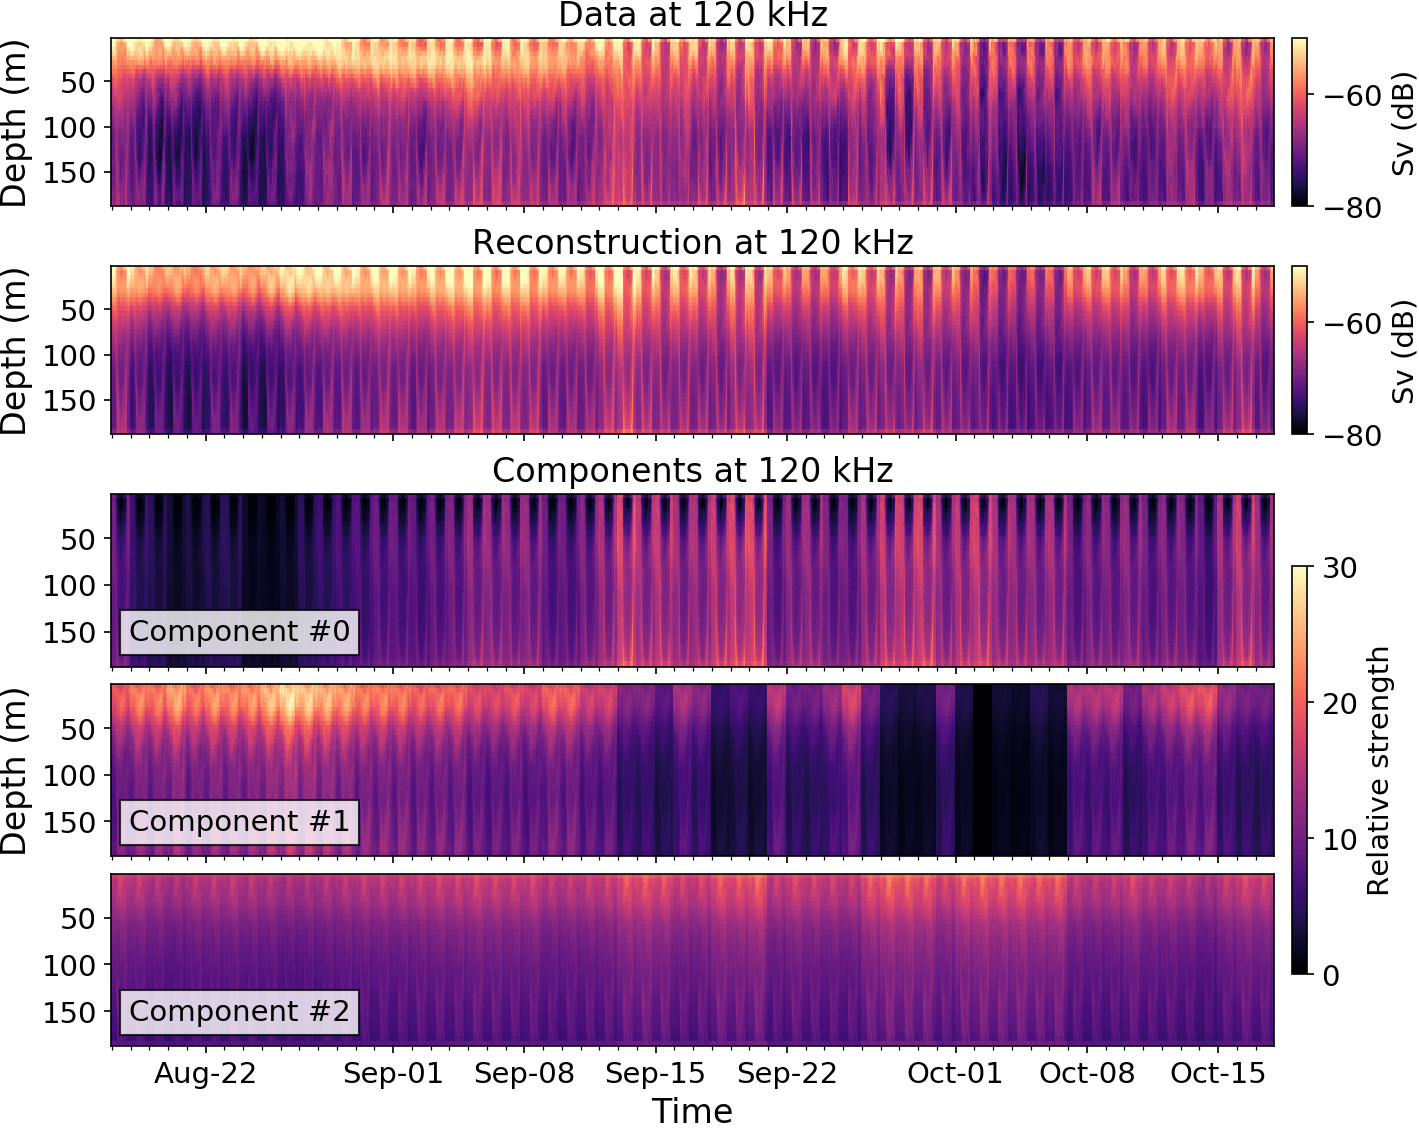 Data at 120 kHz
Depth (m)
50
100
150
−60
−80
Sv (dB)
Reconstruction at 120 kHz
Depth (m)
50
100
150
−60
−80
Sv (dB)
Components at 120 kHz
50
100
150
Component #0
Depth (m)
50
100
150
Component #1
50
100
150
Component #2
30
20
10
0
Relative strength
Aug-22 Sep-01 Sep-08 Sep-15 Sep-22 Oct-01 Oct-08 Oct-15
Time